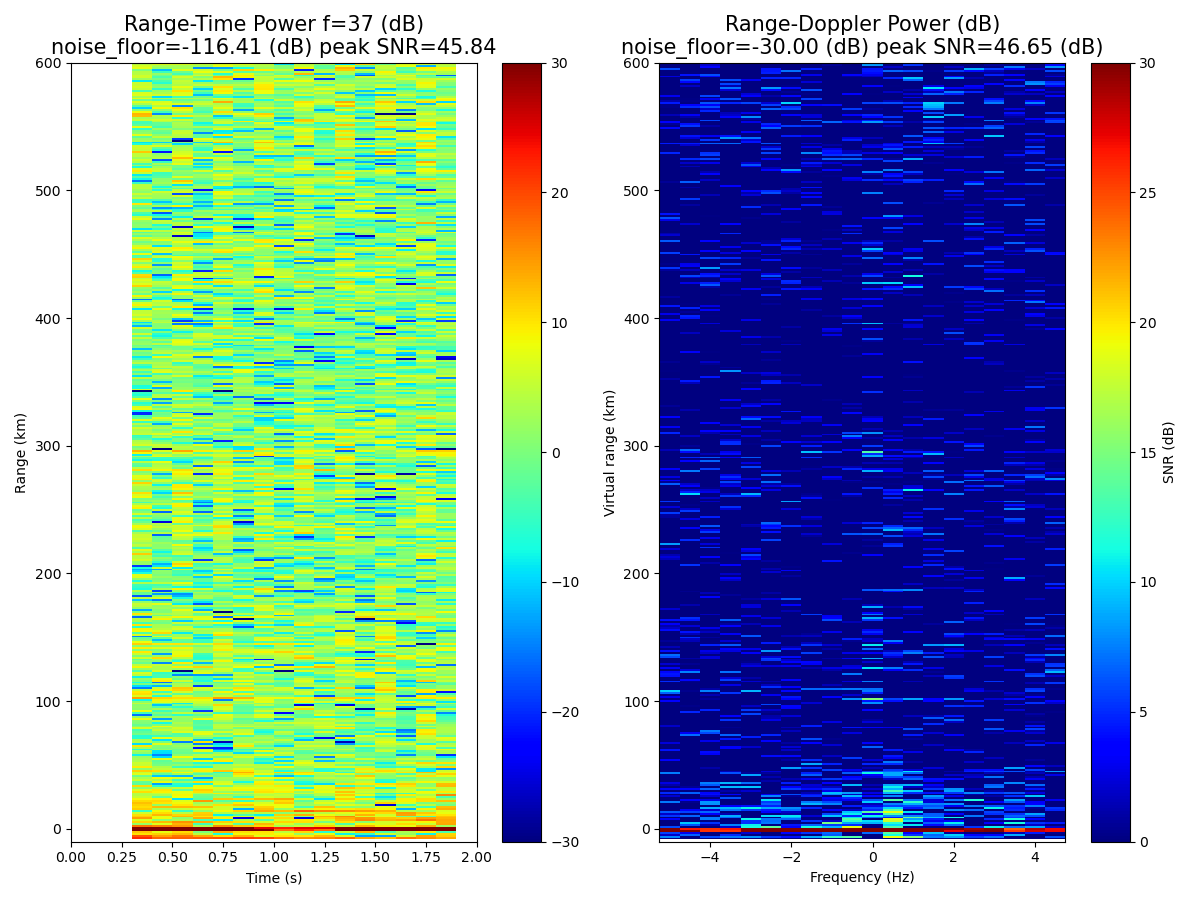 Range-Time Power f=37 (dB)
noise_floor=-116.41 (dB) peak SNR=45.84
600
500
400
300
200
100
0
Range (km)
0.00 0.25 0.50 0.75 1.00 1.25 1.50 1.75 2.00
Time (s)
30
20
10
0
−10
−20
−30
Range-Doppler Power (dB)
noise_floor=-30.00 (dB) peak SNR=46.65 (dB)
600
500
400
300
200
100
0
Virtual range (km)
−4 −2 0 2 4
Frequency (Hz)
30
25
20
15
10
5
0
SNR (dB)